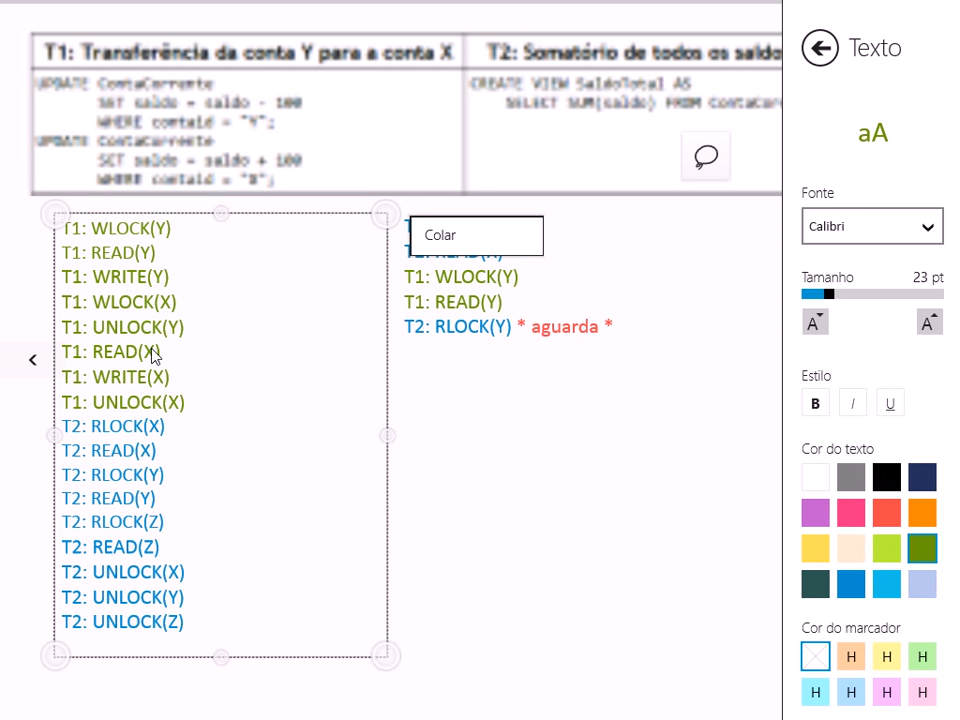 T1: Transferência da conta Y para a conta X
T2: Somatório de todos os saldo
UPDATE ContaCorrente
SET saldo = saldo - 100
WHERE contaid = "Y";
UPDATE ContaCorrente
SET saldo = saldo + 100
WHERE contaid = "X";
CREATE VIEW SaldoTotal AS
SELECT SUM(saldo) FROM ContaCor
T1: WLOCK(Y)
T1: READ(Y)
T1: WRITE(Y)
T1: WLOCK(X)
T1: UNLOCK(Y)
T1: READ(X)
T1: WRITE(X)
T1: UNLOCK(X)
T2: RLOCK(X)
T2: READ(X)
T2: RLOCK(Y)
T2: READ(Y)
T2: RLOCK(Z)
T2: READ(Z)
T2: UNLOCK(X)
T2: UNLOCK(Y)
T2: UNLOCK(Z)
Colar
T2: READ(X)
T1: WLOCK(Y)
T1: READ(Y)
T2: RLOCK(Y) * aguarda *
Texto
aA
Fonte
Calibri
Tamanho 23 pt
A A
Estilo
B I U
Cor do texto
Cor do marcador
H H H
H H H H